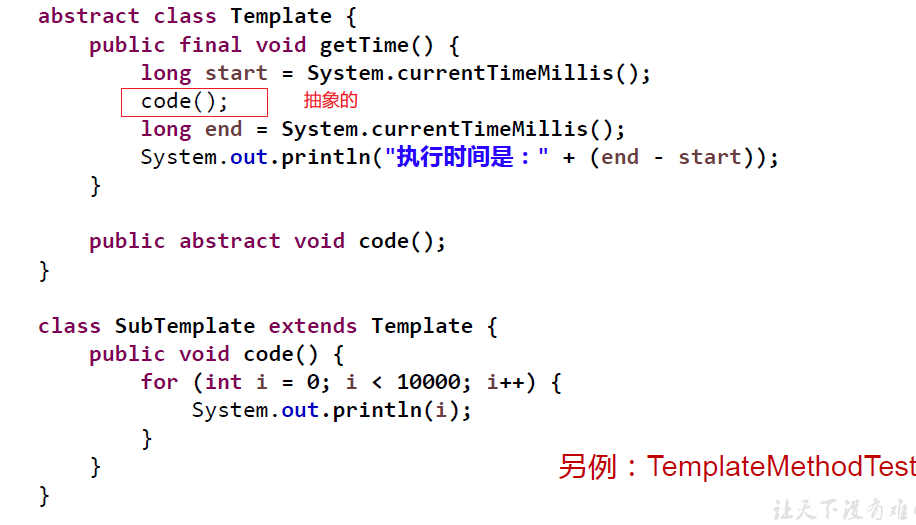 abstract class Template {
    public final void getTime() {
        long start = System.currentTimeMillis();
        code();    抽象的
        long end = System.currentTimeMillis();
        System.out.println("执行时间是：" + (end - start));
    }

    public abstract void code();
}

class SubTemplate extends Template {
    public void code() {
        for (int i = 0; i < 10000; i++) {
            System.out.println(i);
        }
    }
}
另例：TemplateMethodTest
让天下没有难